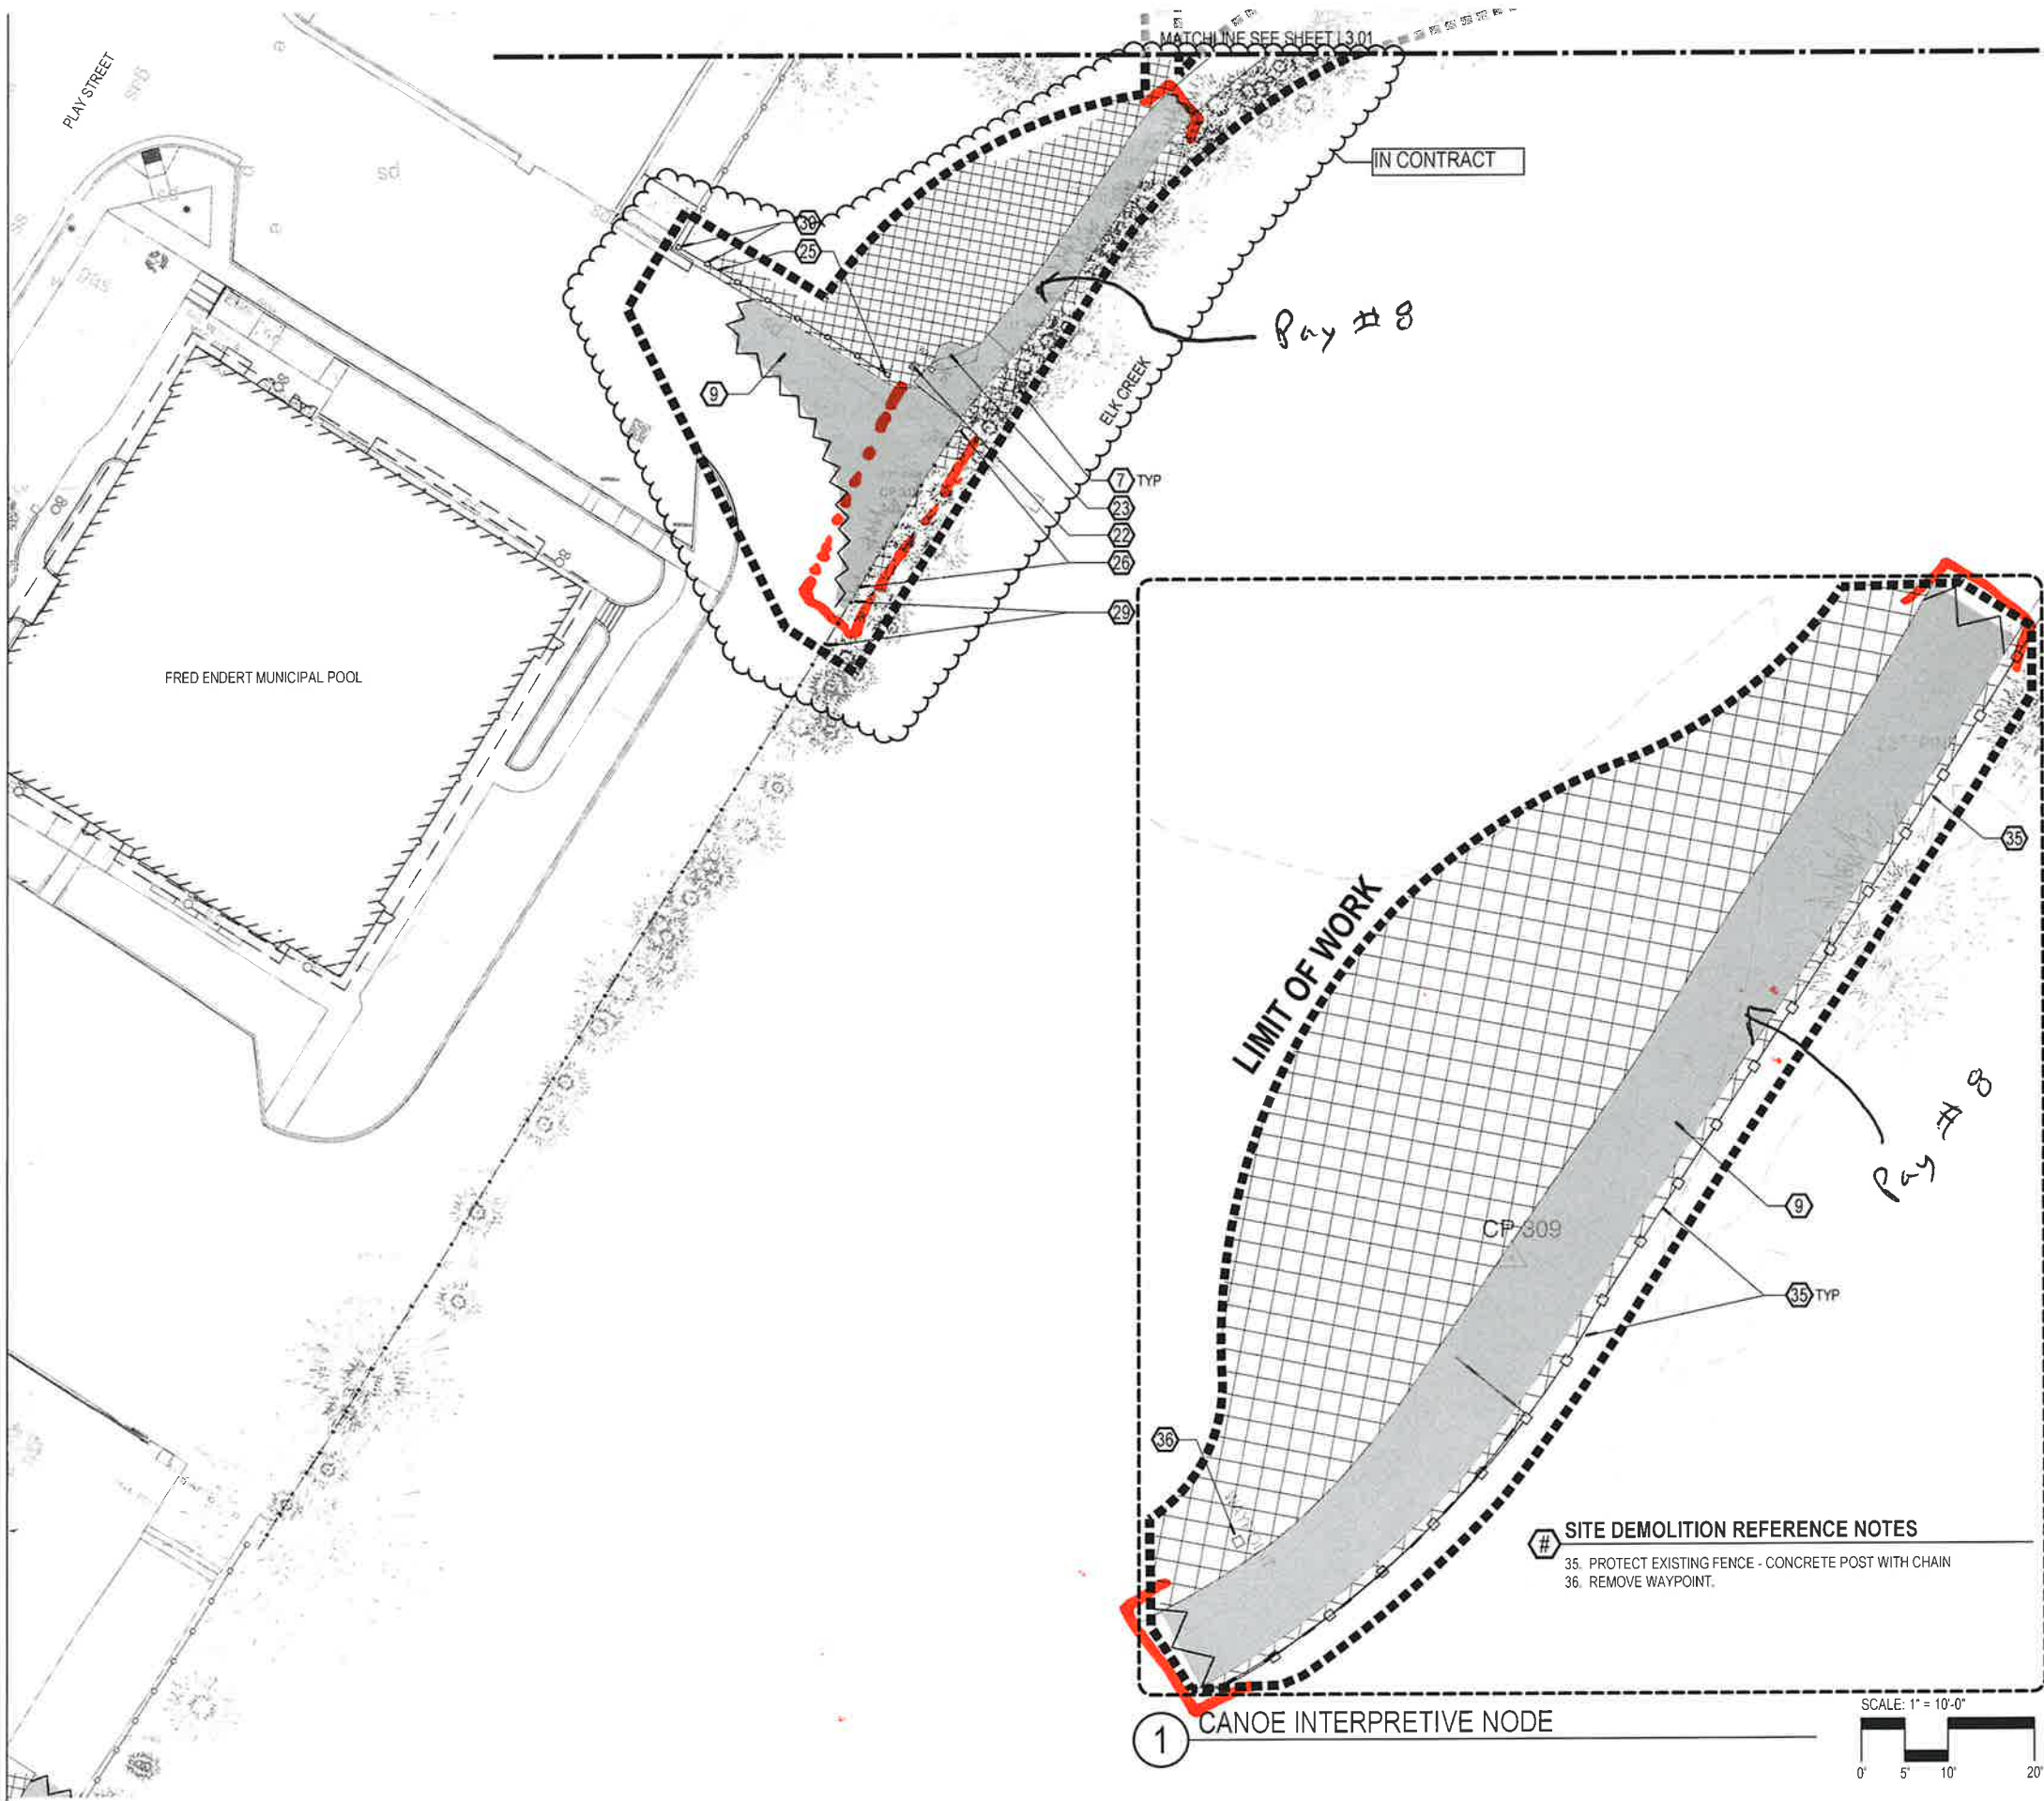 MATCHLINE SEE SHEET L3.01
PLAY STREET
sd
IN CONTRACT
30
25
Pay # 8
9
ELK CREEK
7 TYP
23
22
26
29
FRED ENDERT MUNICIPAL POOL
35
LIMIT OF WORK
Pay # 8
9
CP 309
35 TYP
36
# SITE DEMOLITION REFERENCE NOTES
35. PROTECT EXISTING FENCE - CONCRETE POST WITH CHAIN
36. REMOVE WAYPOINT.
1 CANOE INTERPRETIVE NODE
SCALE: 1" = 10'-0"
0' 5' 10' 20'